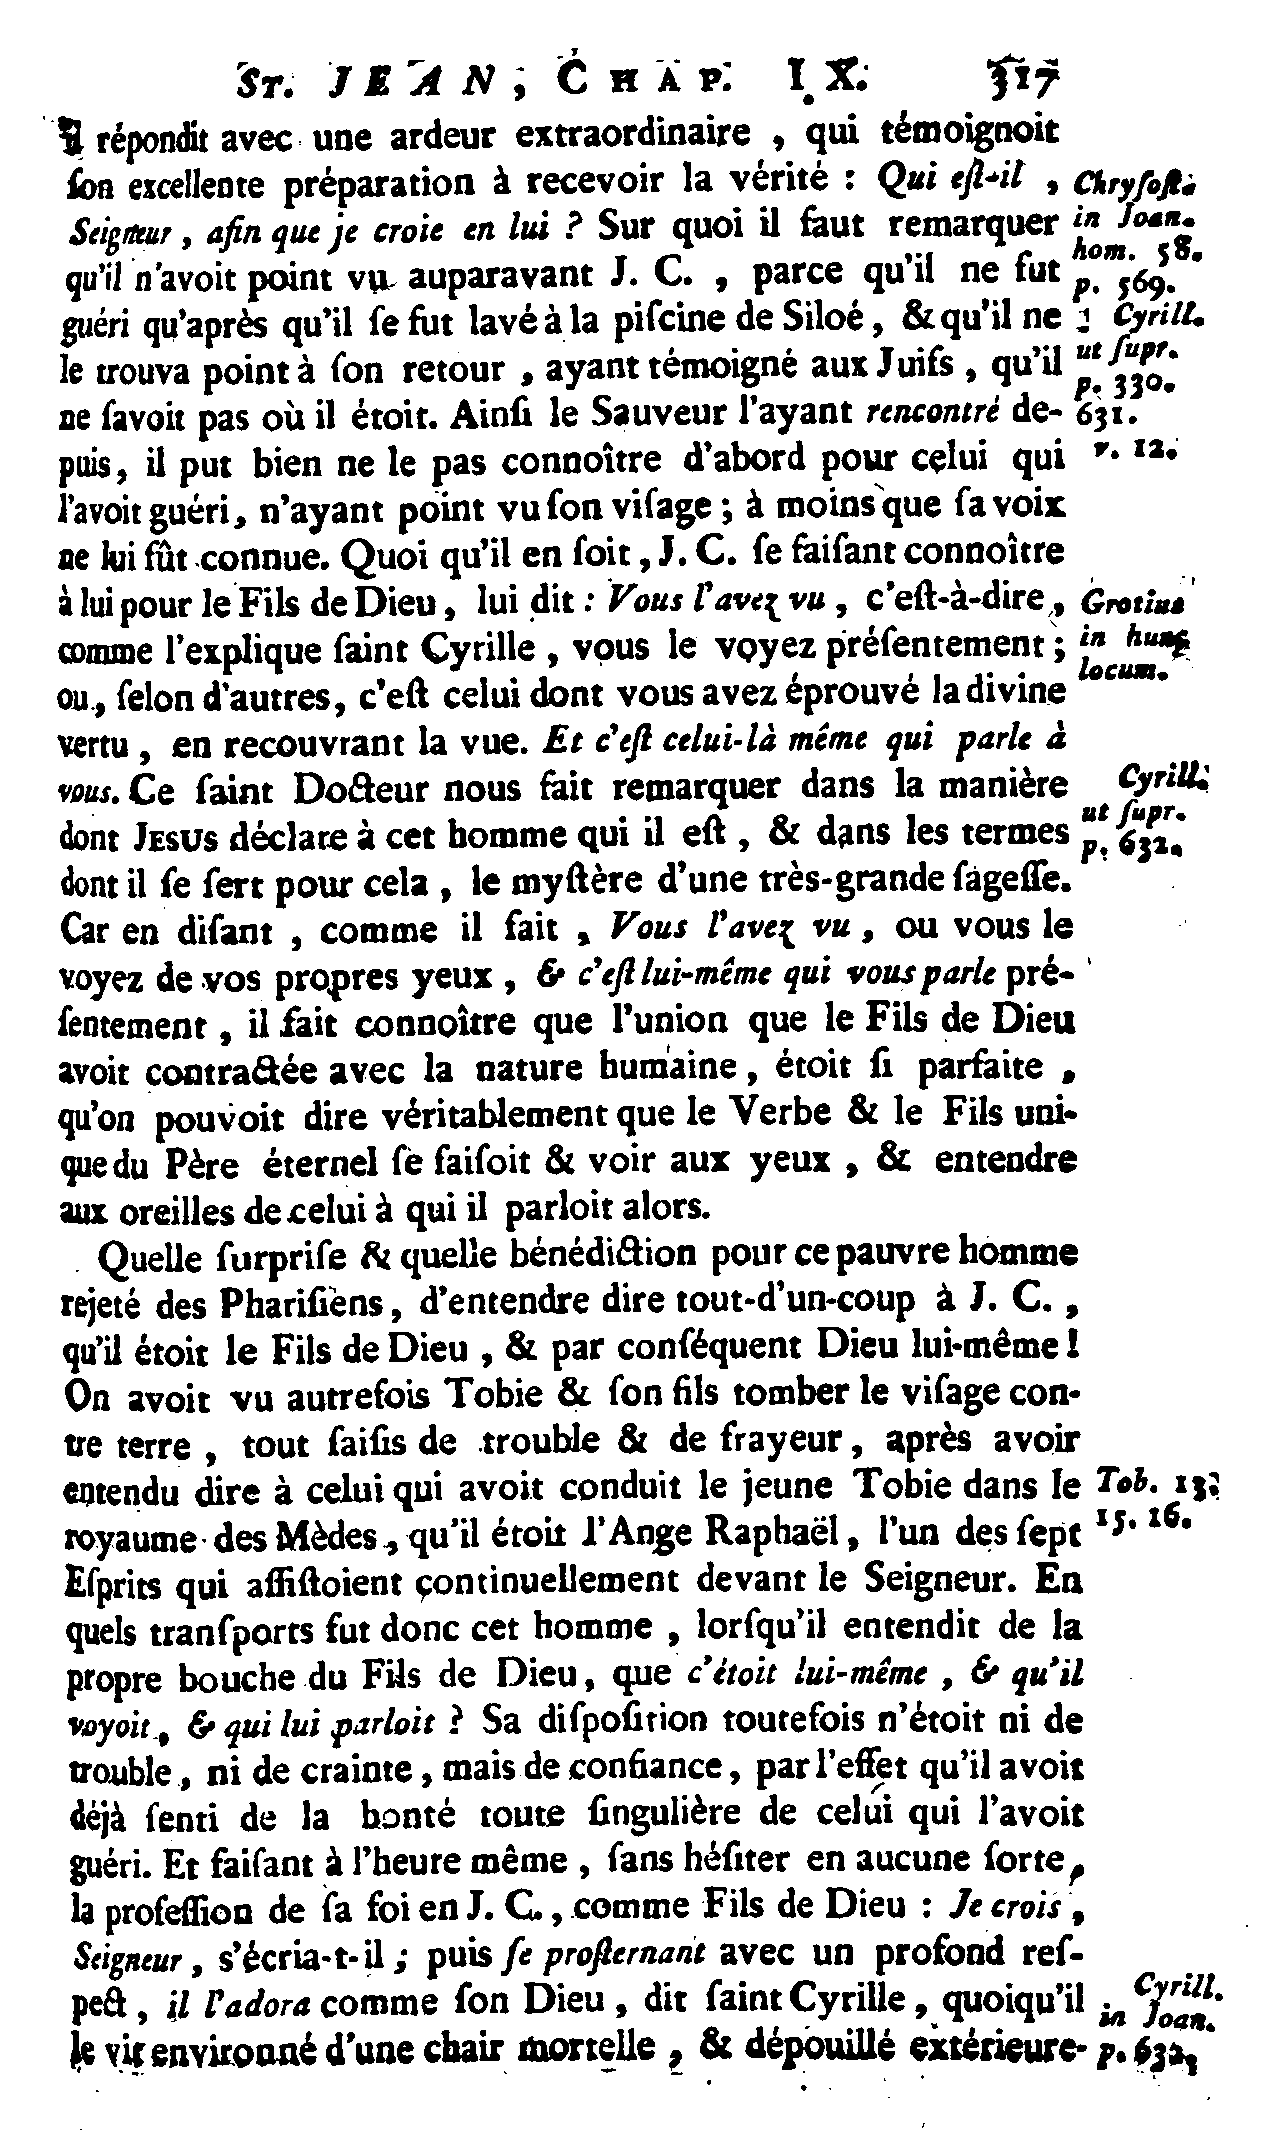 ST. JEAN, CHAP. IX. 317
Il répondit avec une ardeur extraordinaire , qui témoignoit
ſon excellente préparation à recevoir la vérité : Qui eſt-il ,
Seigneur , afin que je croie en lui ? Sur quoi il faut remarquer
qu'il n'avoit point vu auparavant J. C. , parce qu'il ne fut
guéri qu'après qu'il ſe fut lavé à la piſcine de Siloé , & qu'il ne
le trouva point à ſon retour , ayant témoigné aux Juifs , qu'il
ne ſavoit pas où il étoit. Ainſi le Sauveur l'ayant rencontré de-
puis, il put bien ne le pas connoître d'abord pour celui qui
l'avoit guéri, n'ayant point vu ſon viſage ; à moins que ſa voix
ne lui fût connue. Quoi qu'il en ſoit , J. C. ſe faiſant connoître
à lui pour le Fils de Dieu , lui dit : Vous l'avez vu , c'eſt-à-dire ,
comme l'explique ſaint Cyrille , vous le voyez préſentement ;
ou , ſelon d'autres, c'eſt celui dont vous avez éprouvé la divine
vertu , en recouvrant la vue. Et c'eſt celui-là même qui parle à
vous. Ce ſaint Docteur nous fait remarquer dans la manière
dont JESUS déclare à cet homme qui il eſt , & dans les termes
dont il ſe ſert pour cela , le myſtère d'une très-grande ſageſſe.
Car en diſant , comme il fait , Vous l'avez vu , ou vous le
voyez de vos propres yeux , & c'eſt lui-même qui vous parle pré-
ſentement , il fait connoître que l'union que le Fils de Dieu
avoit contractée avec la nature humaine , étoit ſi parfaite ,
qu'on pouvoit dire véritablement que le Verbe & le Fils uni-
que du Père éternel ſe faiſoit & voir aux yeux , & entendre
aux oreilles de celui à qui il parloit alors.
Quelle ſurpriſe & quelle bénédiction pour ce pauvre homme
rejeté des Phariſiens , d'entendre dire tout-d'un-coup à J. C. ,
qu'il étoit le Fils de Dieu , & par conſéquent Dieu lui-même !
On avoit vu autrefois Tobie & ſon fils tomber le viſage con-
tre terre , tout ſaiſis de trouble & de frayeur , après avoir
entendu dire à celui qui avoit conduit le jeune Tobie dans le
royaume des Mèdes , qu'il étoit l'Ange Raphaël , l'un des ſept
Eſprits qui aſſiſtoient continuellement devant le Seigneur. En
quels tranſports fut donc cet homme , lorſqu'il entendit de la
propre bouche du Fils de Dieu , que c'étoit lui-même , & qu'il
voyoit , & qui lui parloit ? Sa diſpoſition toutefois n'étoit ni de
trouble , ni de crainte , mais de confiance , par l'effet qu'il avoit
déjà ſenti de la bonté toute ſingulière de celui qui l'avoit
guéri. Et faiſant à l'heure même , ſans héſiter en aucune ſorte ,
la profeſſion de ſa foi en J. C. , comme Fils de Dieu : Je crois ,
Seigneur , s'écria-t-il ; puis ſe proſternant avec un profond reſ-
pect , il l'adora comme ſon Dieu , dit ſaint Cyrille , quoiqu'il
le vit environné d'une chair mortelle , & dépouillé extérieure-
Chryſoſt.
in Joan.
hom. 58.
p. 569.
Cyrill.
ut ſupr.
p. 330.
631.
v. 12.
Grotius
in hunc
locum.
Cyrill.
ut ſupr.
p. 632.
Tob. 12.
15. 16.
Cyrill.
in Joan.
p. 632.